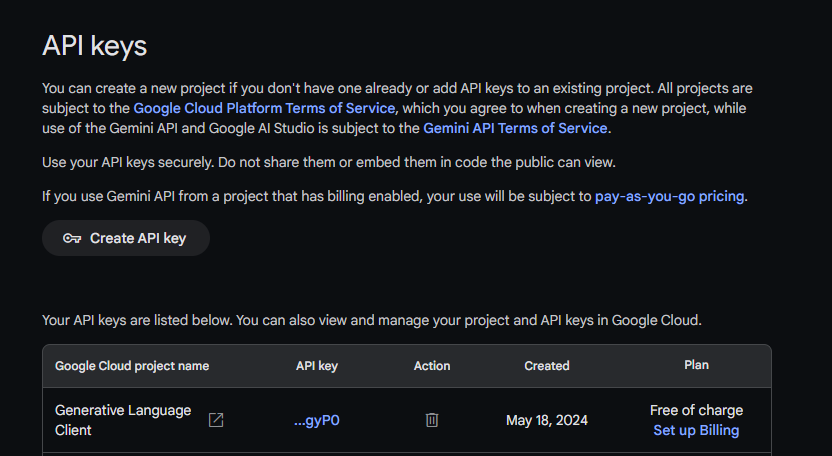 API keys
You can create a new project if you don't have one already or add API keys to an existing project. All projects are
subject to the Google Cloud Platform Terms of Service, which you agree to when creating a new project, while
use of the Gemini API and Google AI Studio is subject to the Gemini API Terms of Service.
Use your API keys securely. Do not share them or embed them in code the public can view.
If you use Gemini API from a project that has billing enabled, your use will be subject to pay-as-you-go pricing.
Create API key
Your API keys are listed below. You can also view and manage your project and API keys in Google Cloud.
Google Cloud project name API key Action Created Plan
Generative Language
Client
...gyP0
May 18, 2024
Free of charge
Set up Billing